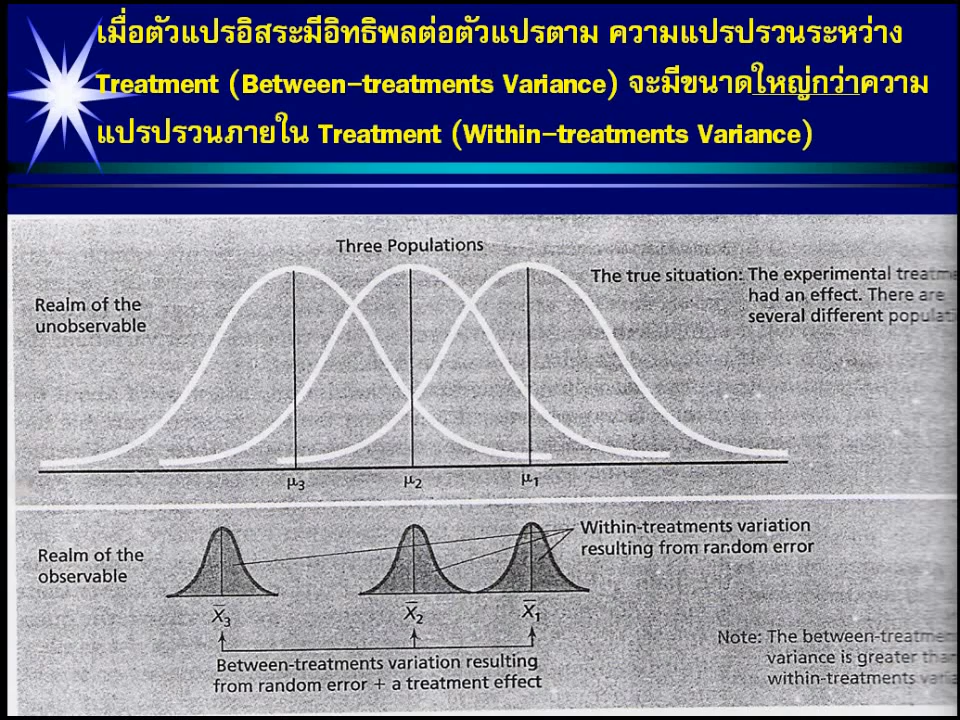 เมื่อตัวแปรอิสระมีอิทธิพลต่อตัวแปรตาม ความแปรปรวนระหว่าง
Treatment (Between-treatments Variance) จะมีขนาดใหญ่กว่าความ
แปรปรวนภายใน Treatment (Within-treatments Variance)
Three Populations
Realm of the
unobservable
The true situation: The experimental
had an effect. There are
several different
μ3
μ2
μ1
Realm of the
observable
Within-treatments variation
resulting from random error
X̄3
X̄2
X̄1
Between-treatments variation resulting
from random error + a treatment effect
Note: The
variance is greater
within-treatments